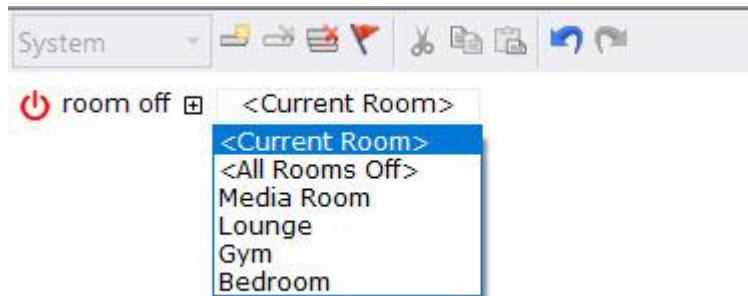 System
room off <Current Room>
<Current Room>
<All Rooms Off>
Media Room
Lounge
Gym
Bedroom